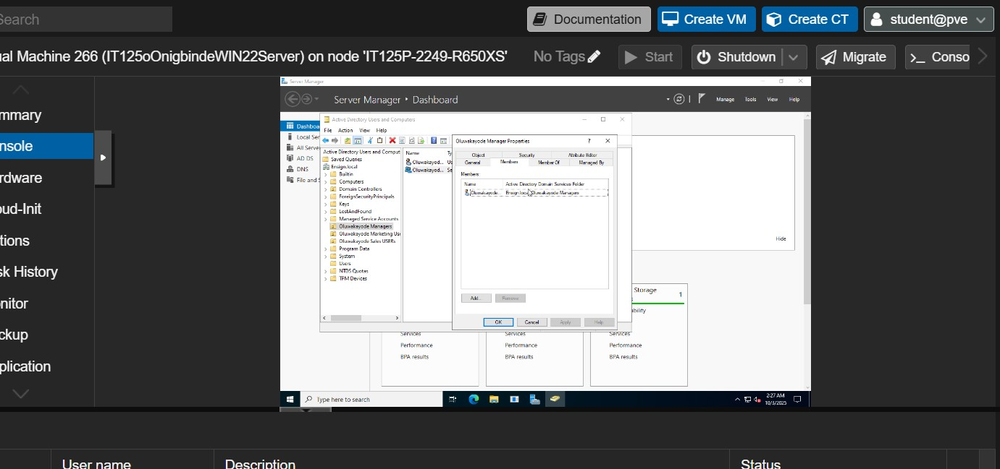 Search
Documentation
Create VM
Create CT
student@pve
ual Machine 266 (IT125oOnigbindeWIN22Server) on node 'IT125P-2249-R650XS'
No Tags
Start
Shutdown
Migrate
>_ Conso
mmary
nsole
rdware
oud-Init
tions
sk History
nitor
ckup
plication
Server Manager
Server Manager • Dashboard
Manage
Tools
View
Help
Dashboa
Local Ser
All Server
AD DS
DNS
File and S
Active Directory Users and Computers
File Action View Help
Active Directory Users and Comput
Saved Queries
Ensign.local
Builtin
Computers
Domain Controllers
ForeignSecurityPrincipals
Keys
LostAndFound
Managed Service Accounts
Oluwakayode Managers
Oluwakayode Marketing Us
Oluwakayode Sales USERs
Program Data
System
Users
NTDS Quotas
TPM Devices
Name Ty
Oluwakayod... Us
Oluwakayod... Se
Oluwakayode Manager Properties
?
Object Security Attribute Editor
General Members Member Of Managed By
Members:
Name Active Directory Domain Services Folder
Oluwakayode... Oluwakayode Managers
Add...
Remove
OK
Cancel
Apply
Help
Hide
Storage
1
ability
Services
Performance
BPA results
Services
Performance
BPA results
Services
Performance
BPA results
Type here to search
2:27 AM
10/3/2025
User name
Description
Status